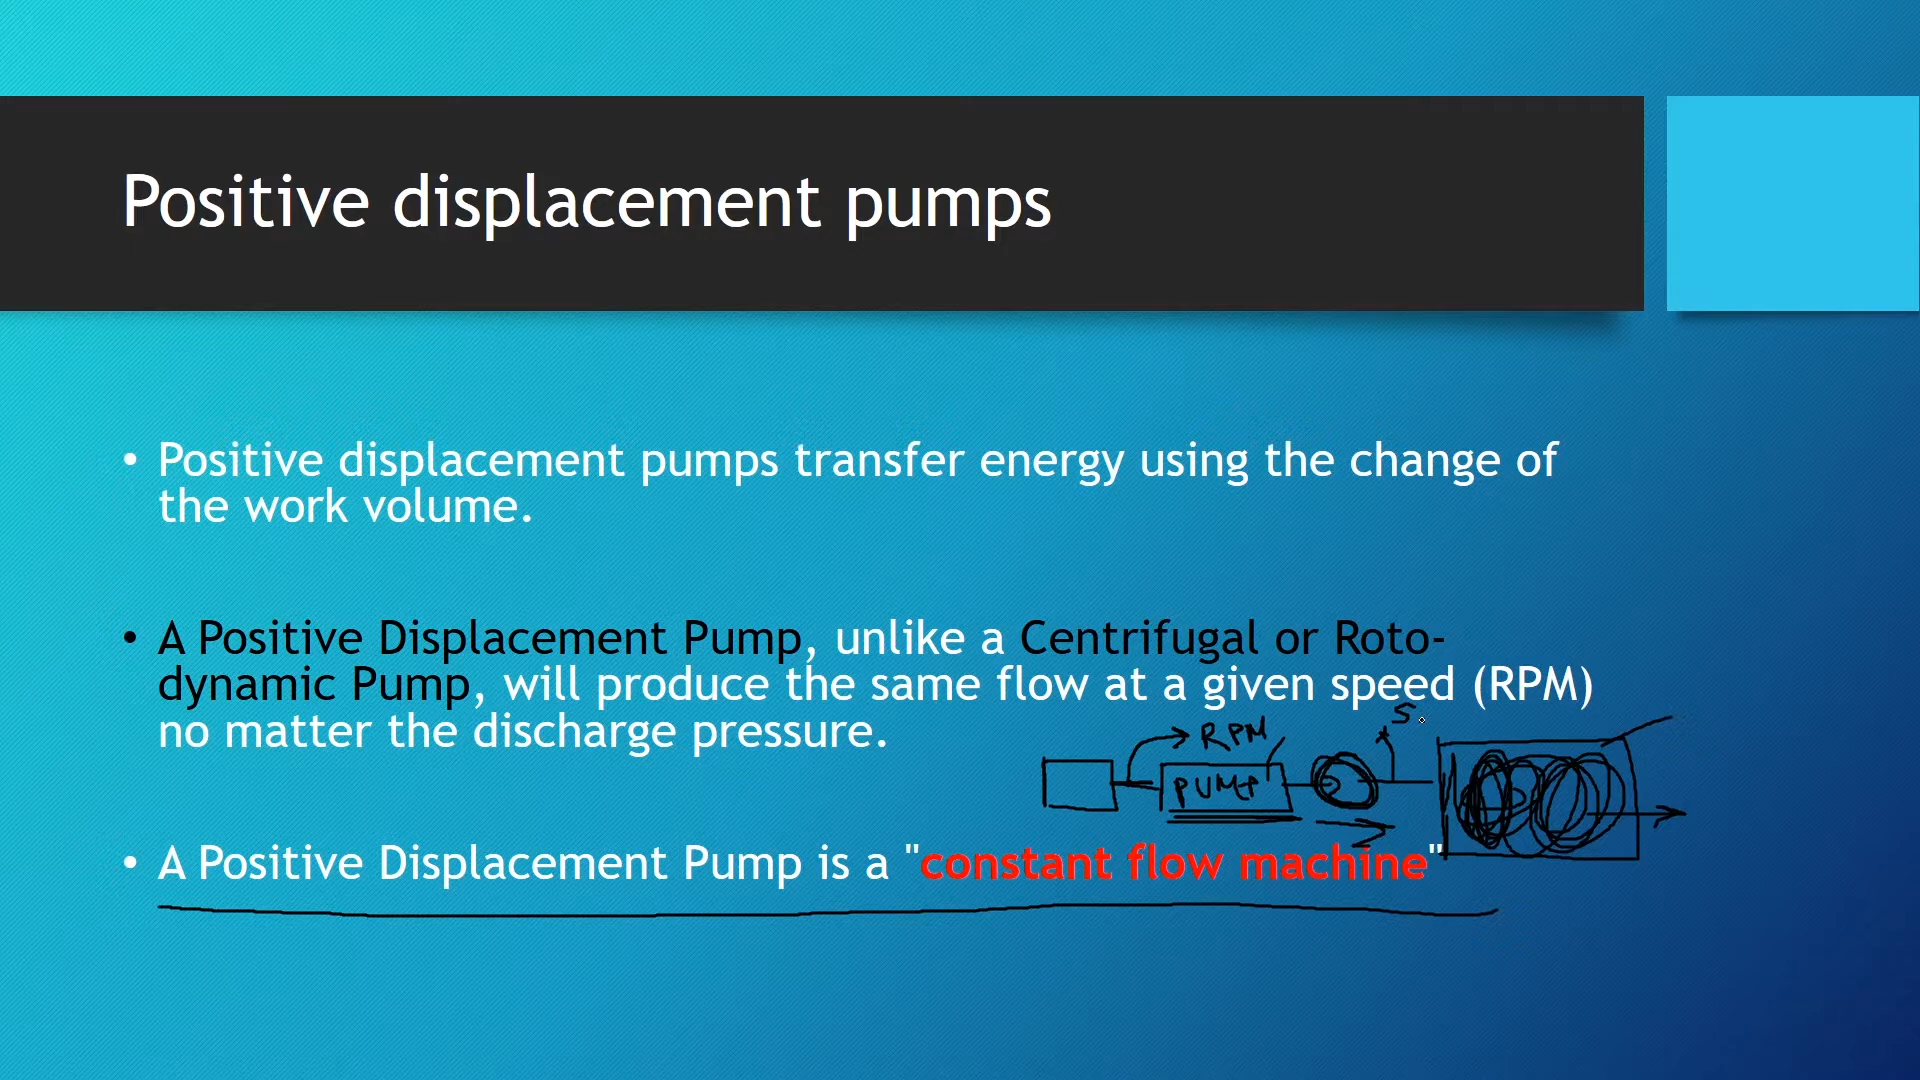 Positive displacement pumps
• Positive displacement pumps transfer energy using the change of
the work volume.
• A Positive Displacement Pump, unlike a Centrifugal or Roto-
dynamic Pump, will produce the same flow at a given speed (RPM)
no matter the discharge pressure.
S
RPM
PUMP
• A Positive Displacement Pump is a "constant flow machine"